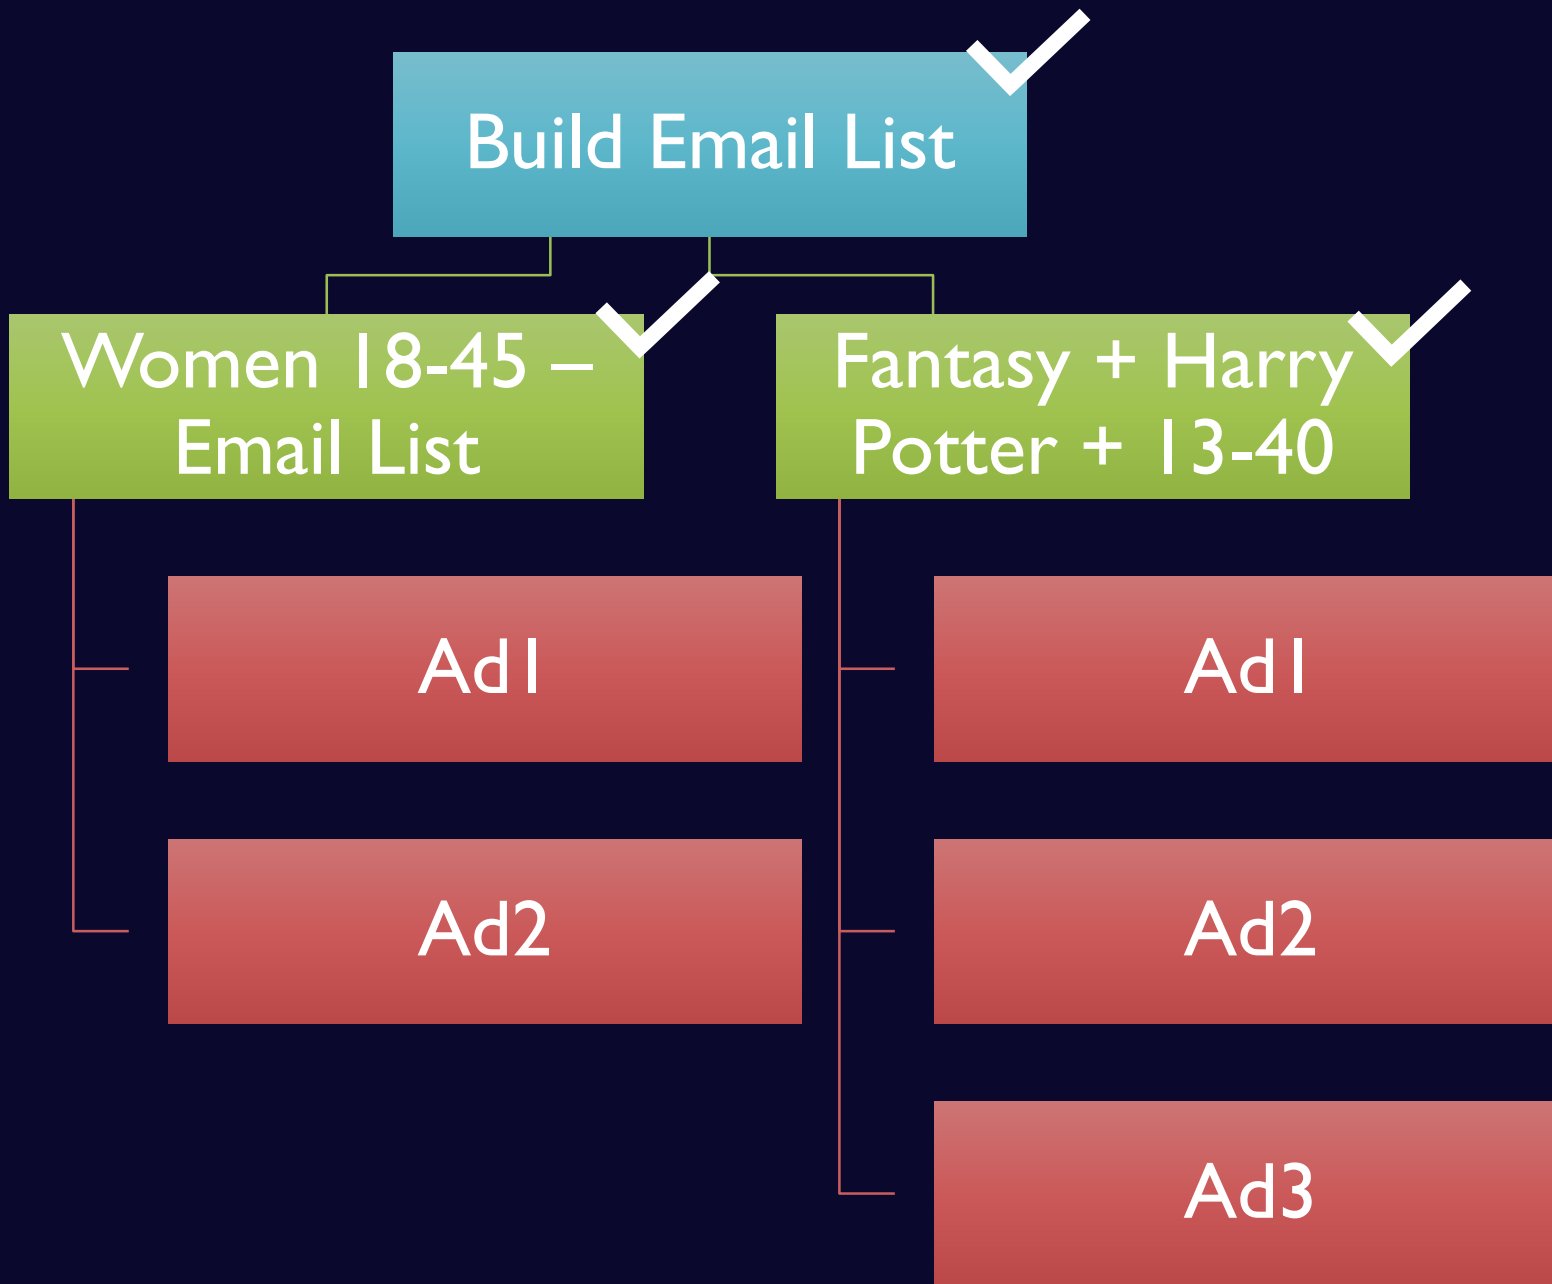 Build Email List
Women 18-45 –
Email List
Fantasy + Harry
Potter + 13-40
Ad1
Ad1
Ad2
Ad2
Ad3